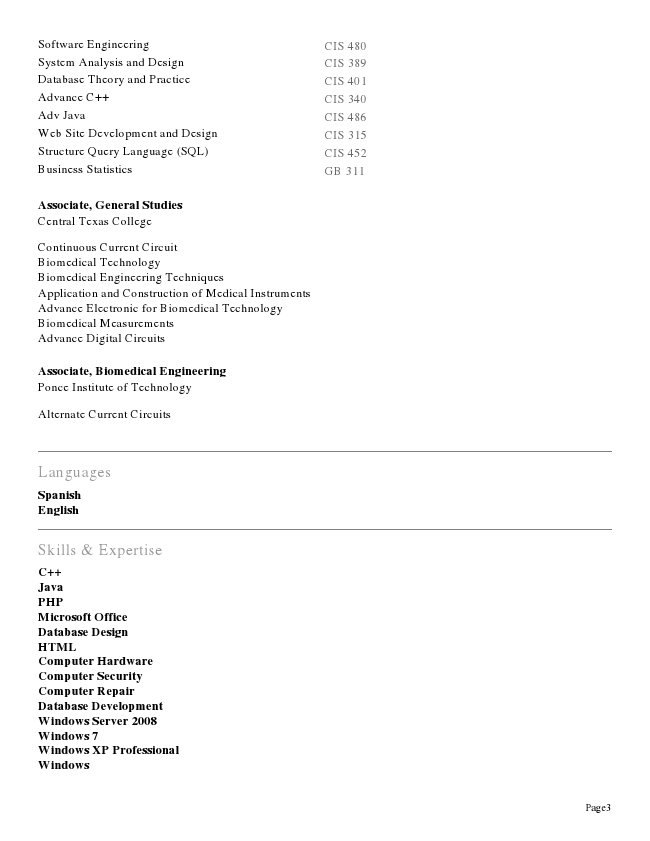 Software Engineering CIS 480
System Analysis and Design CIS 389
Database Theory and Practice CIS 401
Advance C++ CIS 340
Adv Java CIS 486
Web Site Development and Design CIS 315
Structure Query Language (SQL) CIS 452
Business Statistics GB 311
Associate, General Studies
Central Texas College
Continuous Current Circuit
Biomedical Technology
Biomedical Engineering Techniques
Application and Construction of Medical Instruments
Advance Electronic for Biomedical Technology
Biomedical Measurements
Advance Digital Circuits
Associate, Biomedical Engineering
Ponce Institute of Technology
Alternate Current Circuits
Languages
Spanish
English
Skills & Expertise
C++
Java
PHP
Microsoft Office
Database Design
HTML
Computer Hardware
Computer Security
Computer Repair
Database Development
Windows Server 2008
Windows 7
Windows XP Professional
Windows
Page3